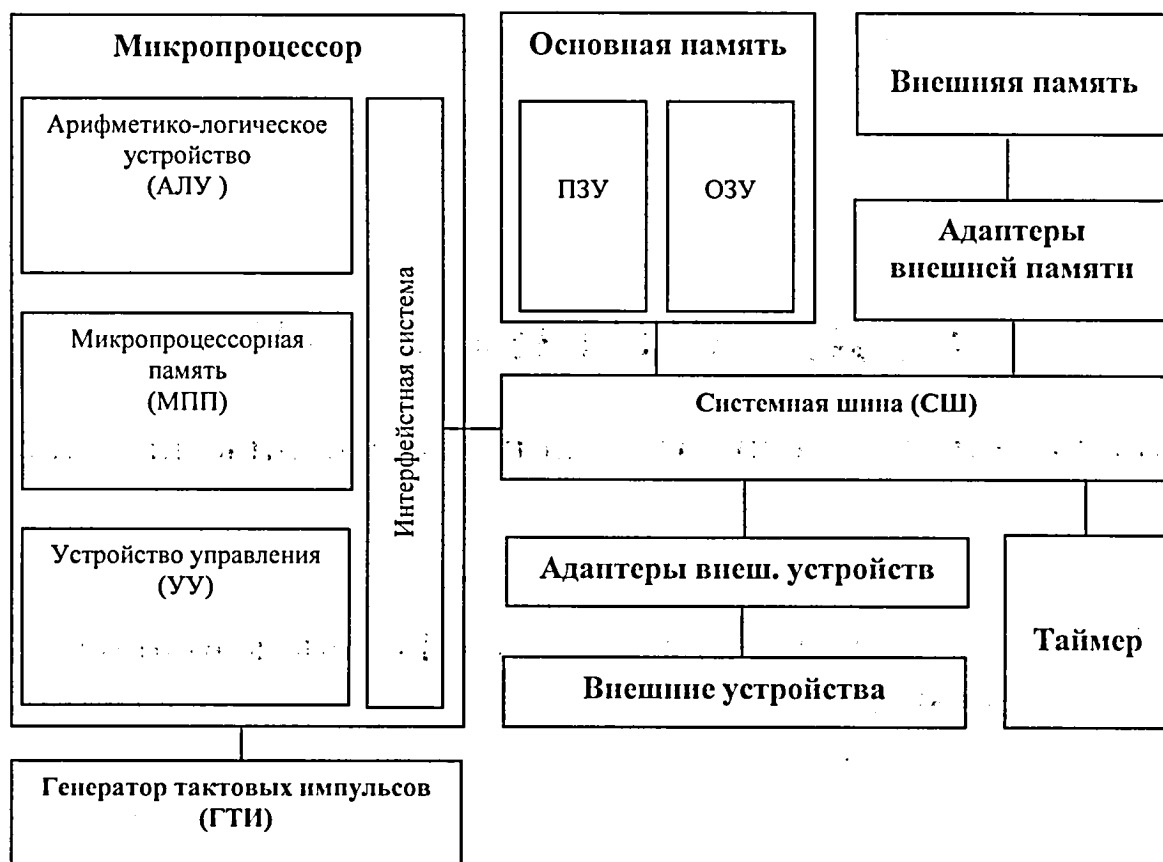 Микропроцессор
Арифметико-логическое
устройство
(АЛУ )
Микропроцессорная
память
(МПП)
Устройство управления
(УУ)
Интерфейстная система
Генератор тактовых импульсов
(ГТИ)
Основная память
ПЗУ
ОЗУ
Внешняя память
Адаптеры
внешней памяти
Системная шина (СШ)
Адаптеры внеш. устройств
Внешние устройства
Таймер